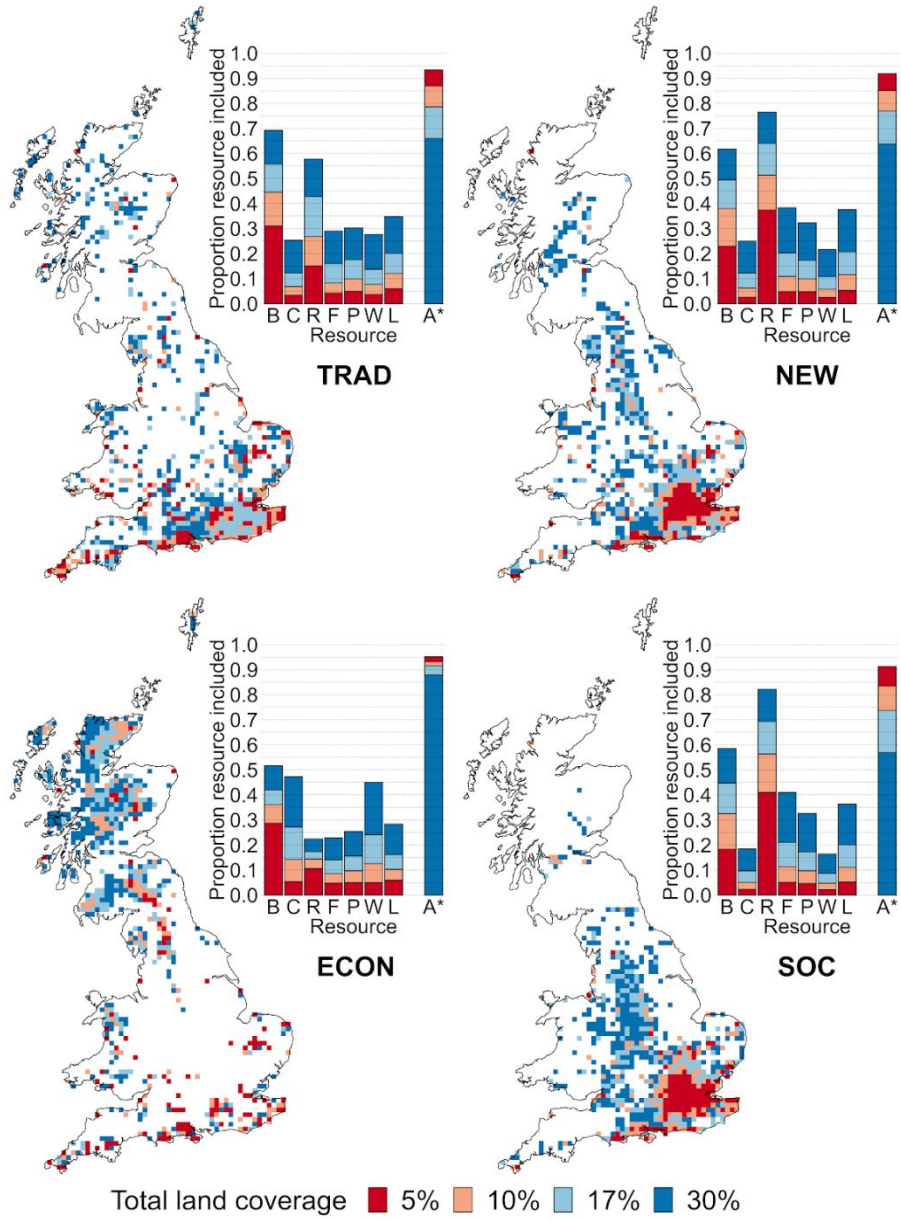 Proportion resource included
1.0
0.9
0.8
0.7
0.6
0.5
0.4
0.3
0.2
0.1
0.0
B C R F P W L A*
Resource
TRAD
Proportion resource included
1.0
0.9
0.8
0.7
0.6
0.5
0.4
0.3
0.2
0.1
0.0
B C R F P W L A*
Resource
NEW
Proportion resource included
1.0
0.9
0.8
0.7
0.6
0.5
0.4
0.3
0.2
0.1
0.0
B C R F P W L A*
Resource
ECON
Proportion resource included
1.0
0.9
0.8
0.7
0.6
0.5
0.4
0.3
0.2
0.1
0.0
B C R F P W L A*
Resource
SOC
Total land coverage 5% 10% 17% 30%